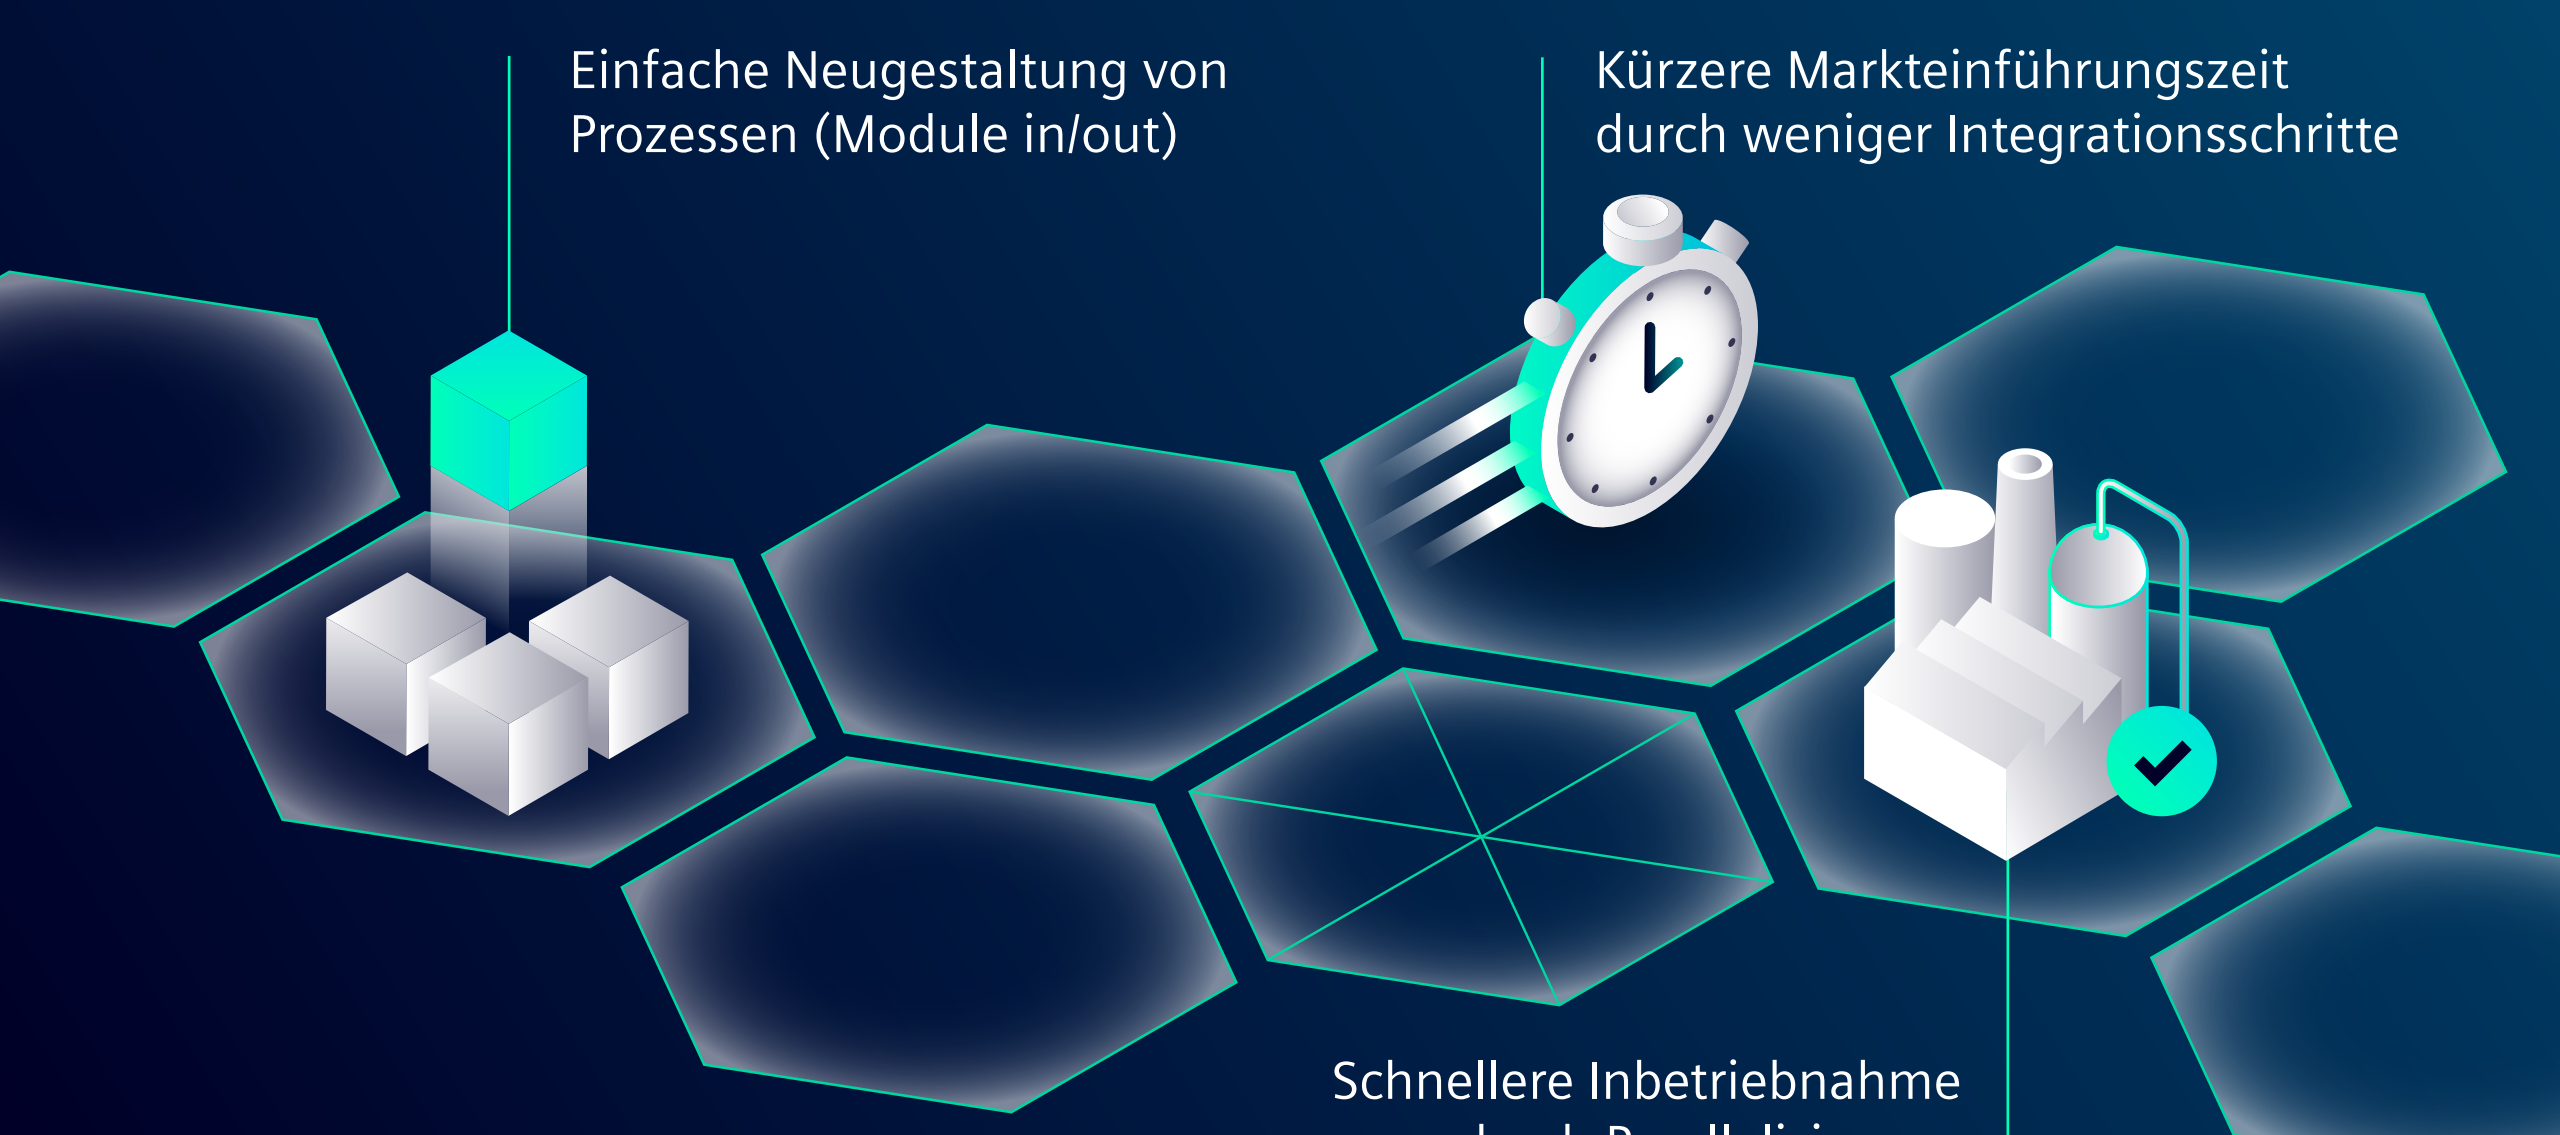 Einfache Neugestaltung von
Prozessen (Module in/out)
Kürzere Markteinführungszeit
durch weniger Integrationsschritte
Schnellere Inbetriebnahme